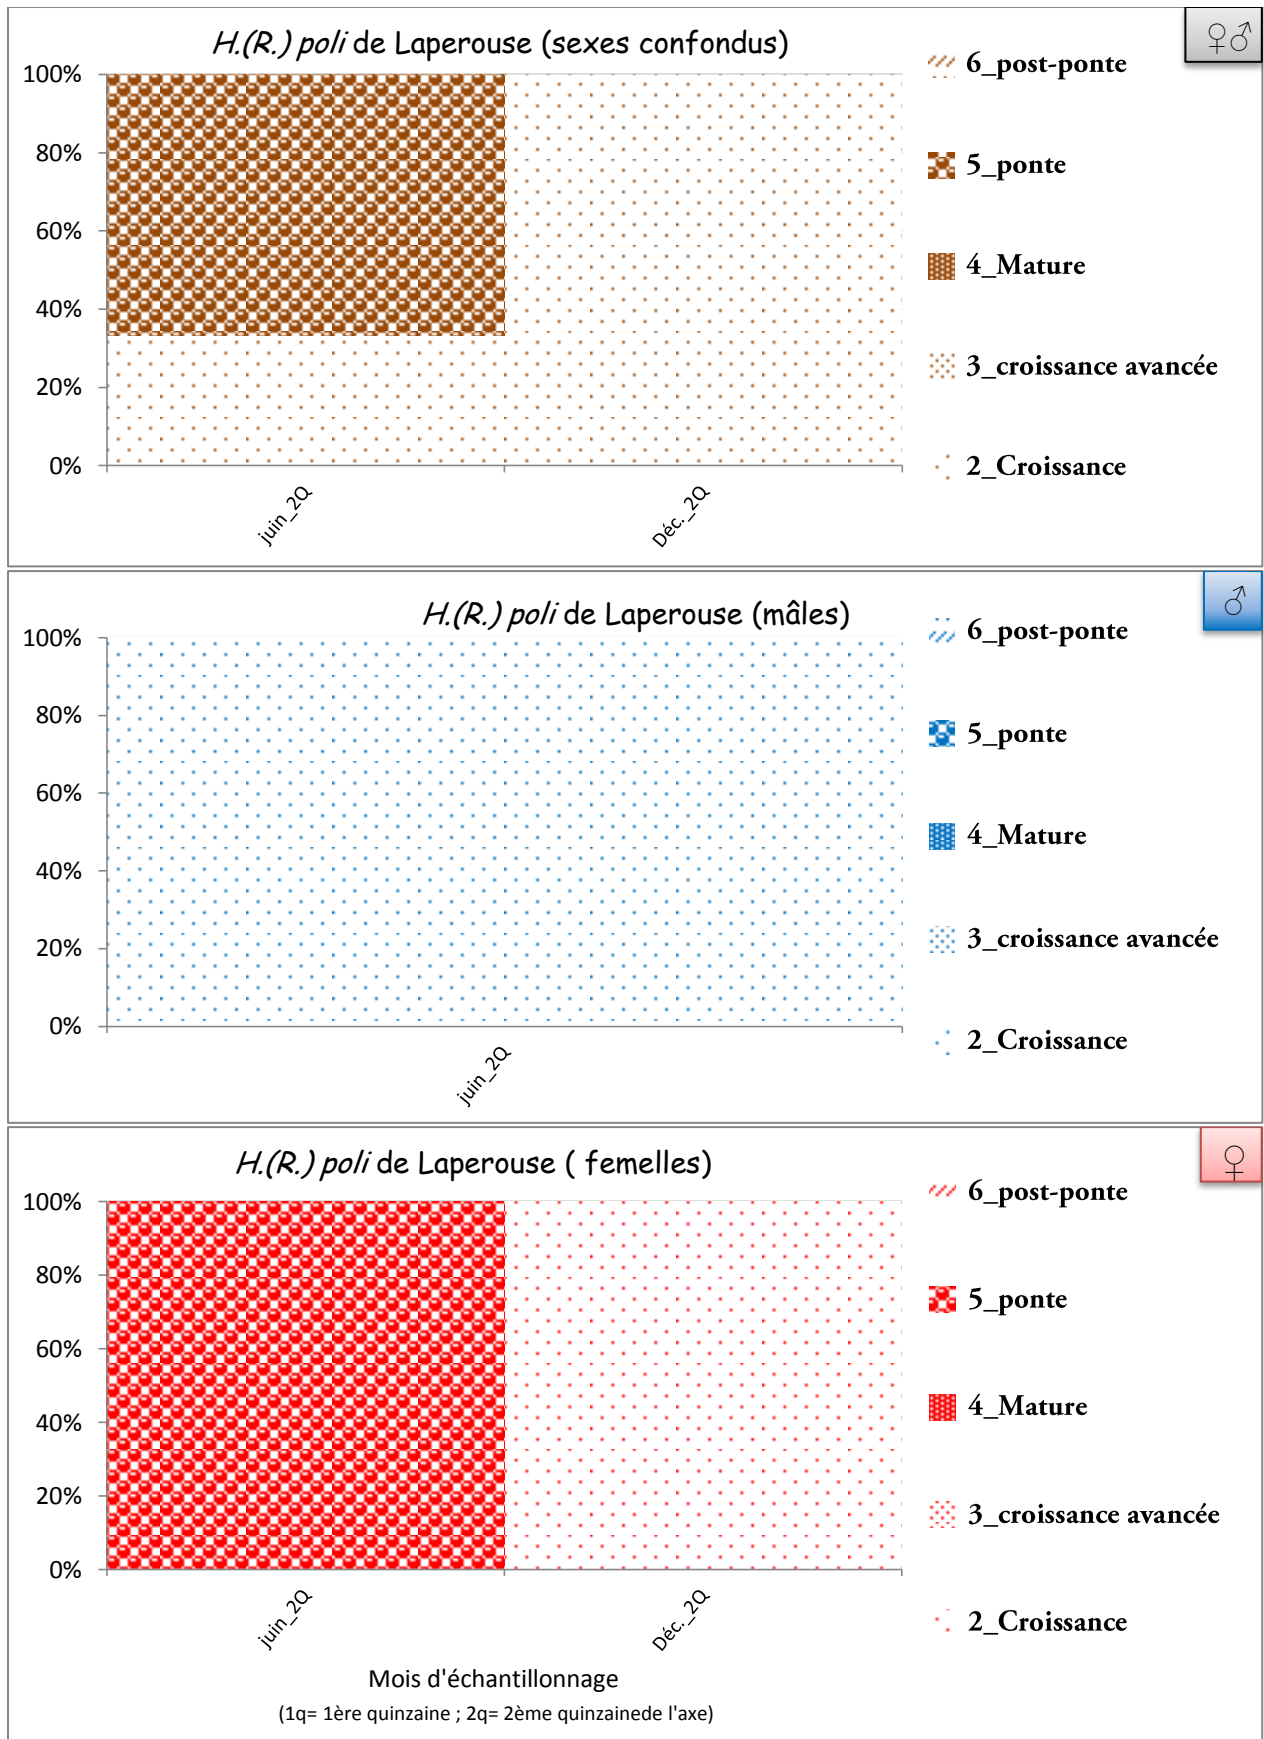 H.(R.) poli de Laperouse (sexes confondus)
♀♂
100%
80%
60%
40%
20%
0%
juin_2Q
Déc._2Q
6_post-ponte
5_ponte
4_Mature
3_croissance avancée
2_Croissance
H.(R.) poli de Laperouse (mâles)
♂
100%
80%
60%
40%
20%
0%
juin_2Q
6_post-ponte
5_ponte
4_Mature
3_croissance avancée
2_Croissance
H.(R.) poli de Laperouse ( femelles)
♀
100%
80%
60%
40%
20%
0%
juin_2Q
Déc._2Q
6_post-ponte
5_ponte
4_Mature
3_croissance avancée
2_Croissance
Mois d'échantillonnage
(1q= 1ère quinzaine ; 2q= 2ème quinzainede l'axe)